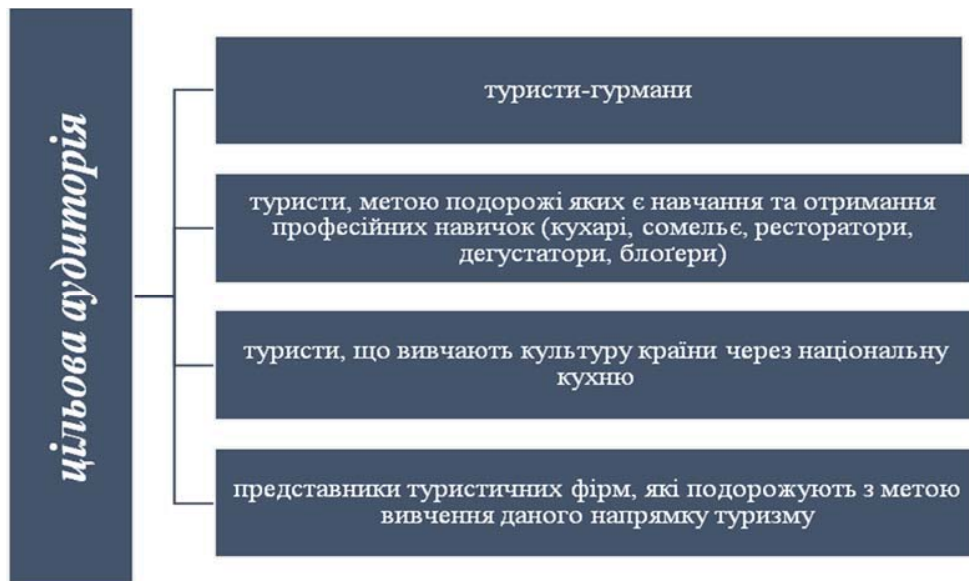 цільова аудиторія
туристи-гурмани
туристи, метою подорожі яких є навчання та отримання
професійних навичок (кухарі, сомельє, ресторатори,
дегустатори, блоґери)
туристи, що вивчають культуру країни через національну
кухню
представники туристичних фірм, які подорожують з метою
вивчення даного напрямку туризму